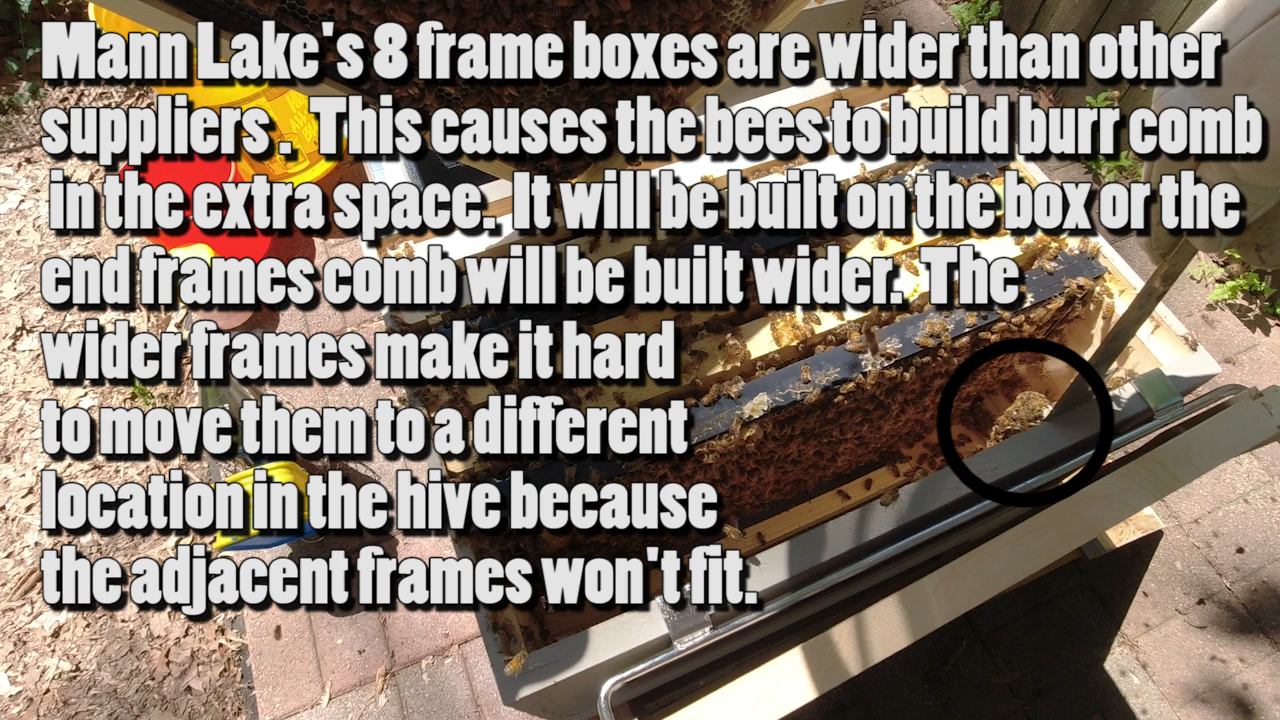 Mann Lake's 8 frame boxes are wider than other
suppliers. This causes the bees to build burr comb
in the extra space. It will be built on the box or the
end frames comb will be built wider. The
wider frames make it hard
to move them to a different
location in the hive because
the adjacent frames won't fit.